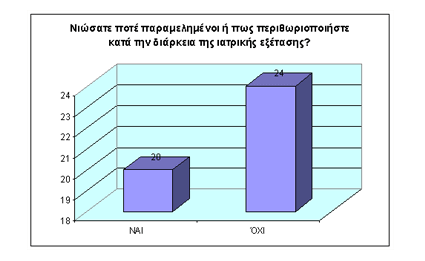 Νιώσατε ποτέ παραμελημένοι ή πως περιθωριοποιήστε
κατά την διάρκεια της ιατρικής εξέτασης?
24
23
22
21
20
19
18
20
24
ΝΑΙ
ΌΧΙ